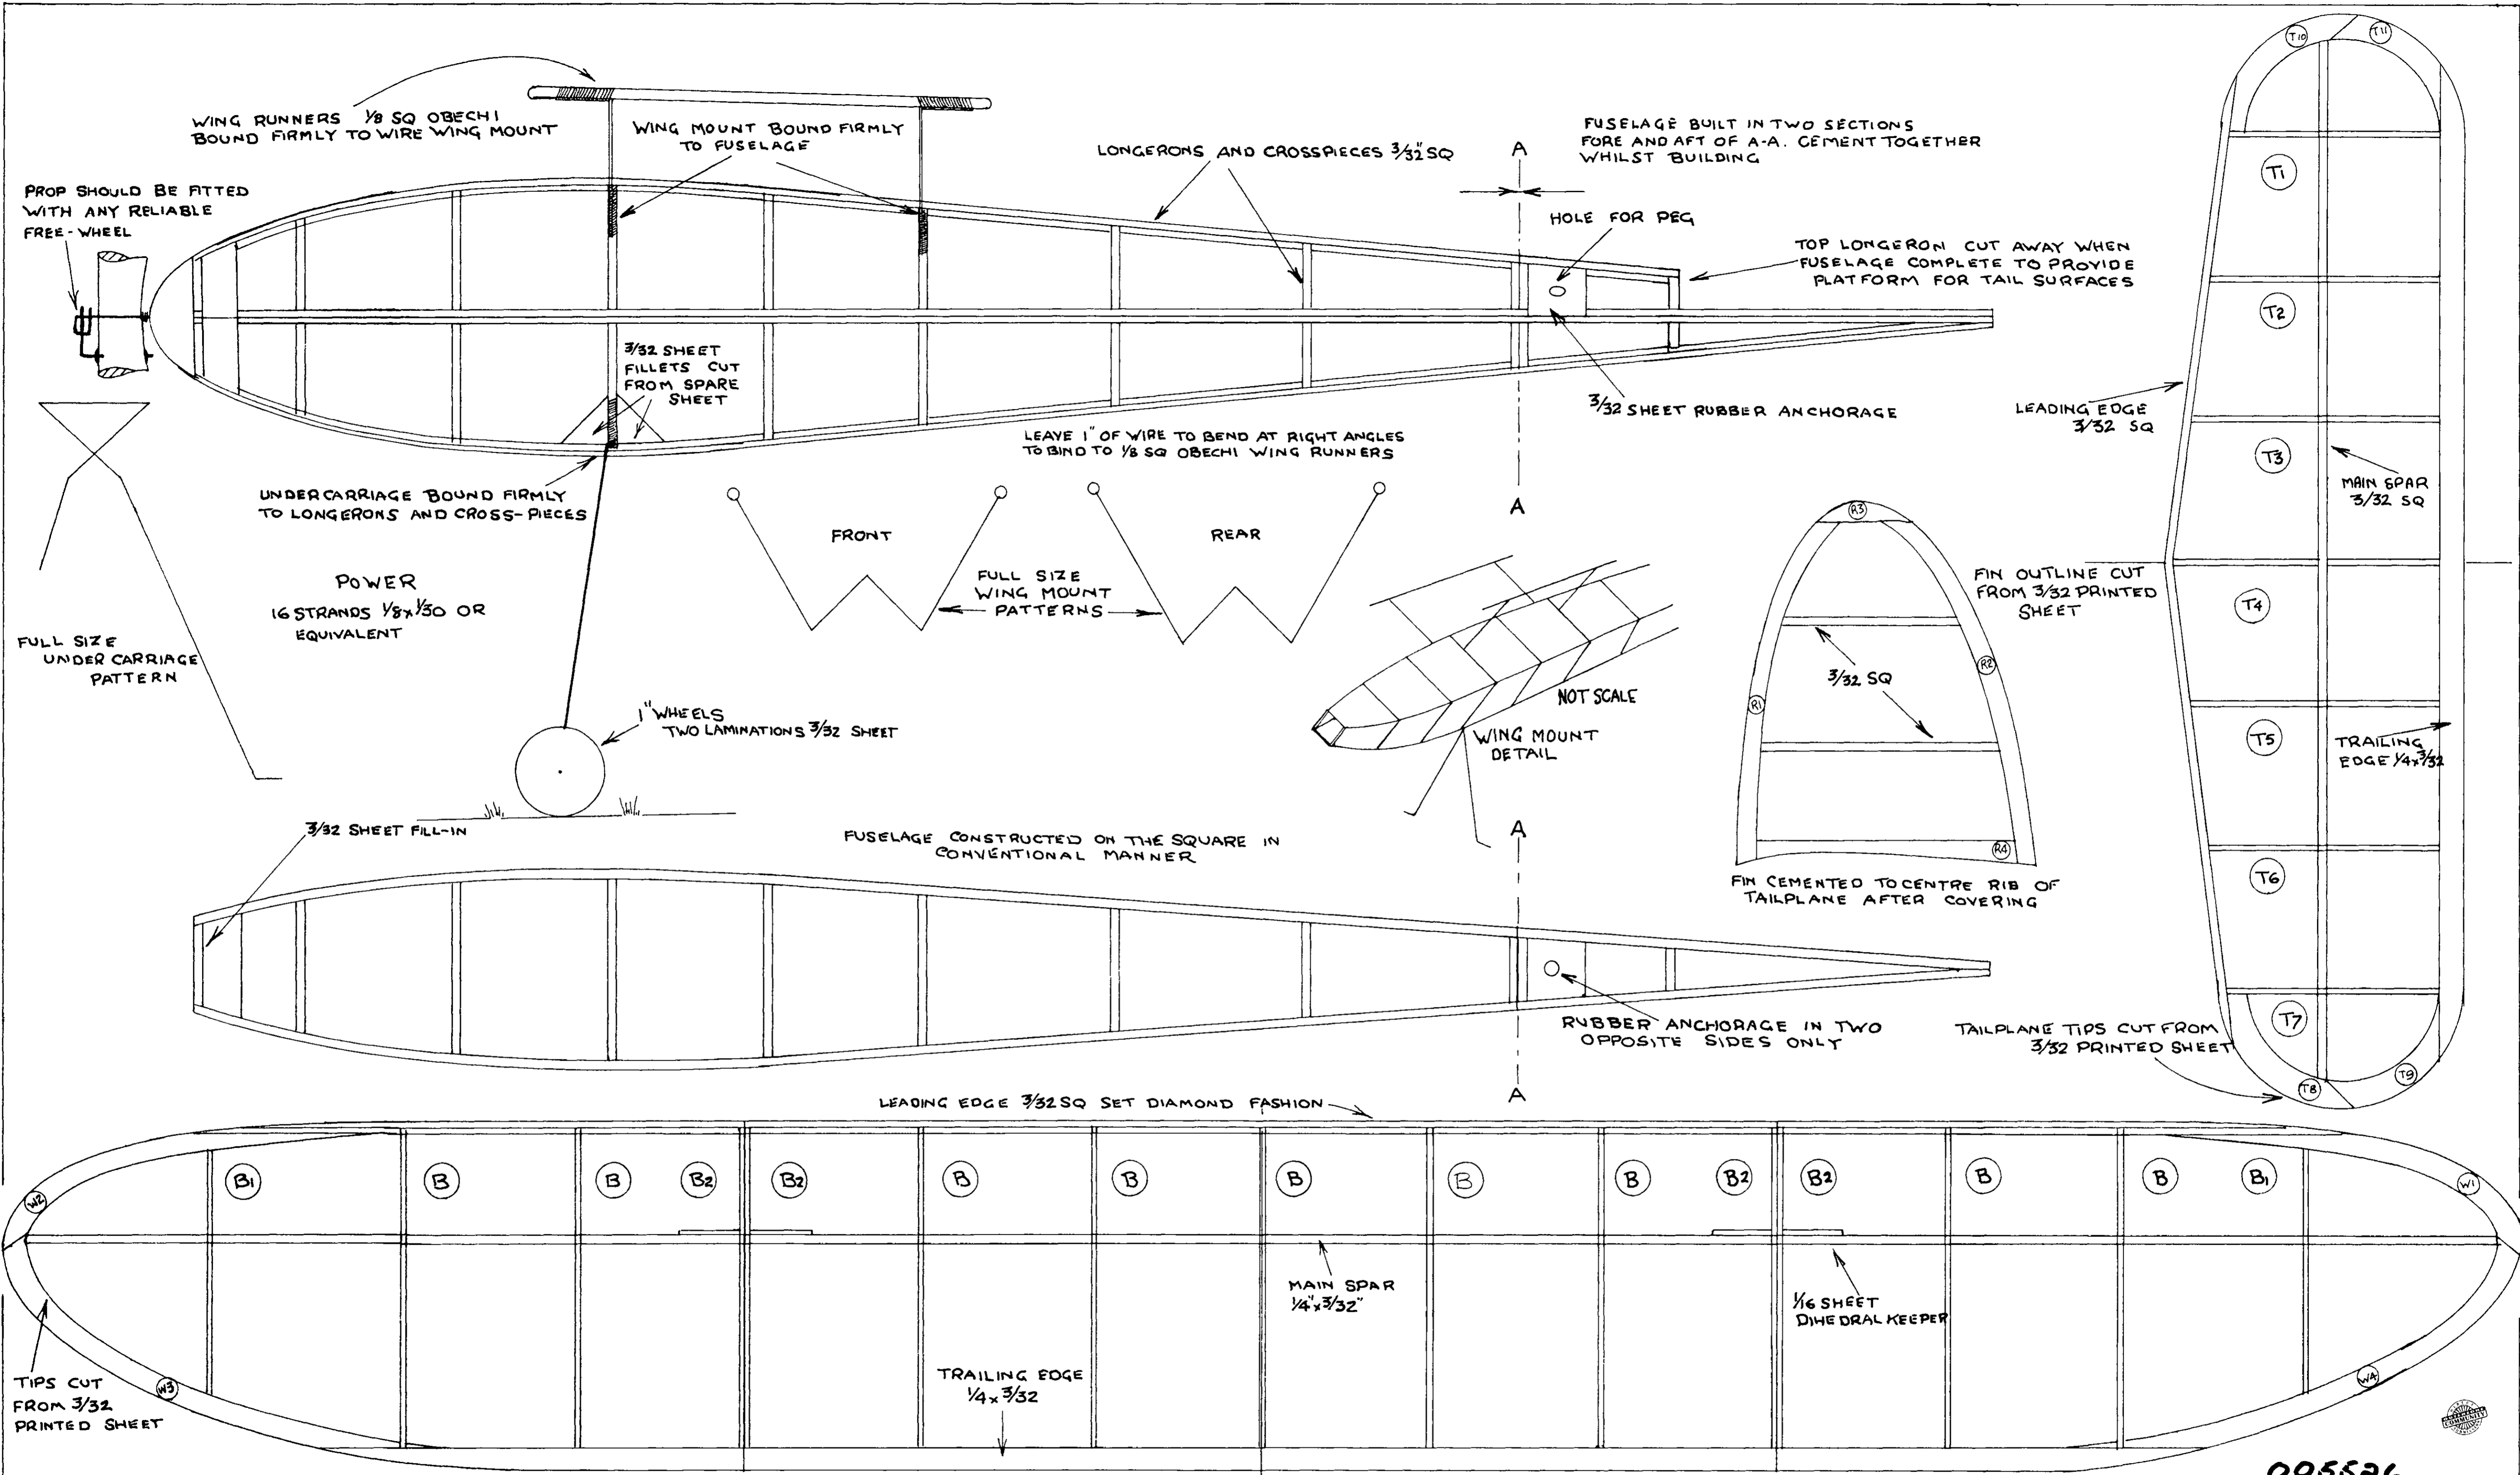 WING RUNNERS 1/8 SQ OBECHI
BOUND FIRMLY TO WIRE WING MOUNT
WING MOUNT BOUND FIRMLY
TO FUSELAGE
LONGERONS AND CROSSPIECES 3/32" SQ
A
FUSELAGE BUILT IN TWO SECTIONS
FORE AND AFT OF A-A. CEMENT TOGETHER
WHILST BUILDING
PROP SHOULD BE FITTED
WITH ANY RELIABLE
FREE-WHEEL
HOLE FOR PEG
TOP LONGERON CUT AWAY WHEN
FUSELAGE COMPLETE TO PROVIDE
PLATFORM FOR TAIL SURFACES
3/32 SHEET
FILLETS CUT
FROM SPARE
SHEET
3/32 SHEET RUBBER ANCHORAGE
LEAVE 1" OF WIRE TO BEND AT RIGHT ANGLES
TO BIND TO 1/8 SQ OBECHI WING RUNNERS
A
UNDERCARRIAGE BOUND FIRMLY
TO LONGERONS AND CROSS-PIECES
FRONT
REAR
FULL SIZE
WING MOUNT
PATTERNS
POWER
16 STRANDS 1/8 x 1/30 OR
EQUIVALENT
FULL SIZE
UNDER CARRIAGE
PATTERN
1" WHEELS
TWO LAMINATIONS 3/32 SHEET
NOT SCALE
WING MOUNT
DETAIL
R3
R2
R1
R4
3/32 SQ
FIN OUTLINE CUT
FROM 3/32 PRINTED
SHEET
FIN CEMENTED TO CENTRE RIB OF
TAILPLANE AFTER COVERING
T10
T11
T1
T2
LEADING EDGE
3/32 SQ
T3
MAIN SPAR
3/32 SQ
T4
T5
TRAILING
EDGE 1/4 x 3/32
T6
T7
T8
T9
TAILPLANE TIPS CUT FROM
3/32 PRINTED SHEET
3/32 SHEET FILL-IN
FUSELAGE CONSTRUCTED ON THE SQUARE IN
CONVENTIONAL MANNER
A
RUBBER ANCHORAGE IN TWO
OPPOSITE SIDES ONLY
A
LEADING EDGE 3/32 SQ SET DIAMOND FASHION
W2
B1
B
B
B2
B2
B
B
B
B
B
B2
B2
B
B
B1
W1
MAIN SPAR
1/4" x 3/32"
1/16 SHEET
DIHEDRAL KEEPER
TRAILING EDGE
1/4 x 3/32
TIPS CUT
FROM 3/32
PRINTED SHEET
W3
W4
COMMUNITY